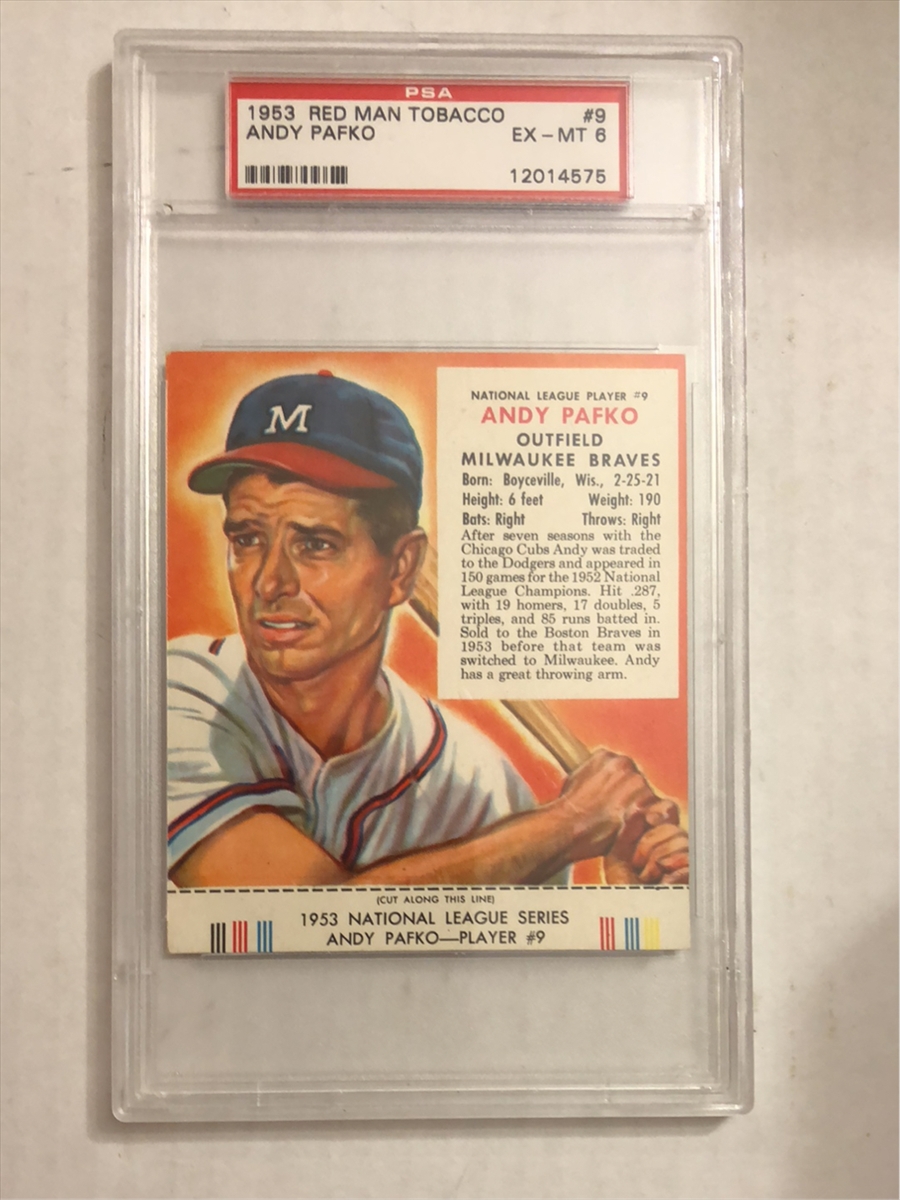 PSA
1953 RED MAN TOBACCO #9
ANDY PAFKO EX-MT 6
12014575
M
NATIONAL LEAGUE PLAYER #9
ANDY PAFKO
OUTFIELD
MILWAUKEE BRAVES
Born: Boyceville, Wis., 2-25-21
Height: 6 feet Weight: 190
Bats: Right Throws: Right
After seven seasons with the
Chicago Cubs Andy was traded
to the Dodgers and appeared in
150 games for the 1952 National
League Champions. Hit .287,
with 19 homers, 17 doubles, 5
triples, and 85 runs batted in.
Sold to the Boston Braves in
1953 before that team was
switched to Milwaukee. Andy
has a great throwing arm.
(CUT ALONG THIS LINE)
1953 NATIONAL LEAGUE SERIES
ANDY PAFKO—PLAYER #9